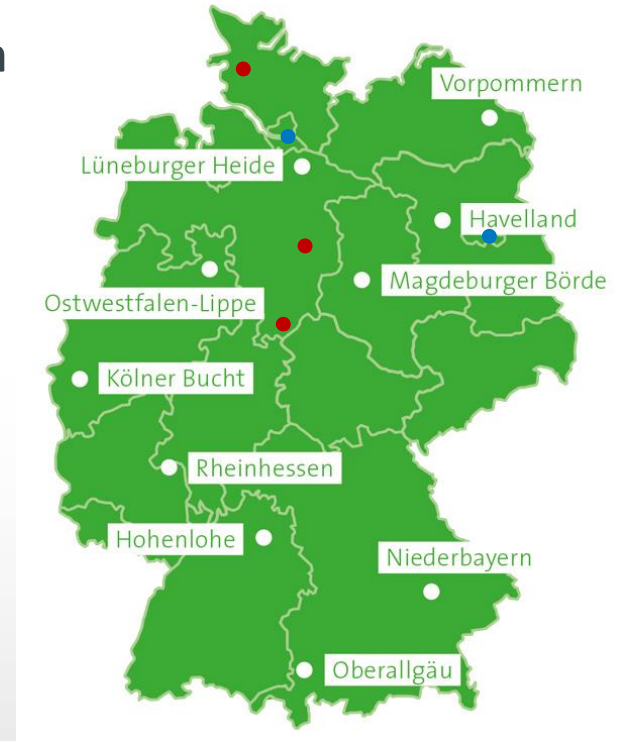 n
Vorpommern
Lüneburger Heide
Havelland
Magdeburger Börde
Ostwestfalen-Lippe
Kölner Bucht
Rheinhessen
Hohenlohe
Niederbayern
Oberallgäu